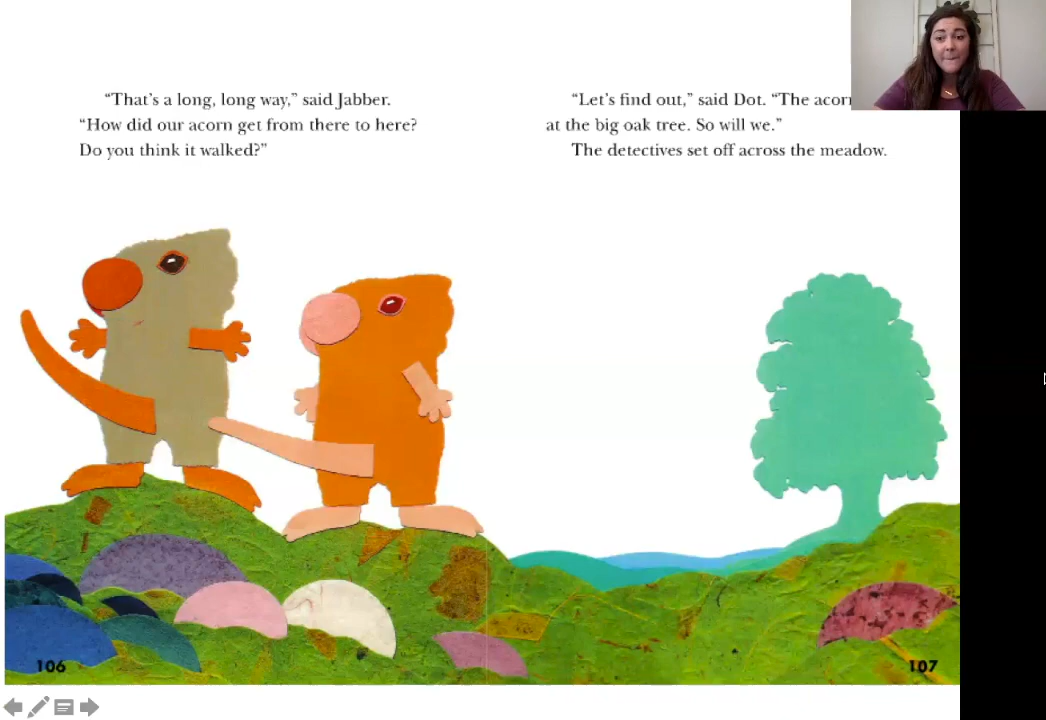 “That’s a long, long way,” said Jabber.
“How did our acorn get from there to here?
Do you think it walked?”
“Let’s find out,” said Dot. “The acorn
at the big oak tree. So will we.”
The detectives set off across the meadow.
106
107